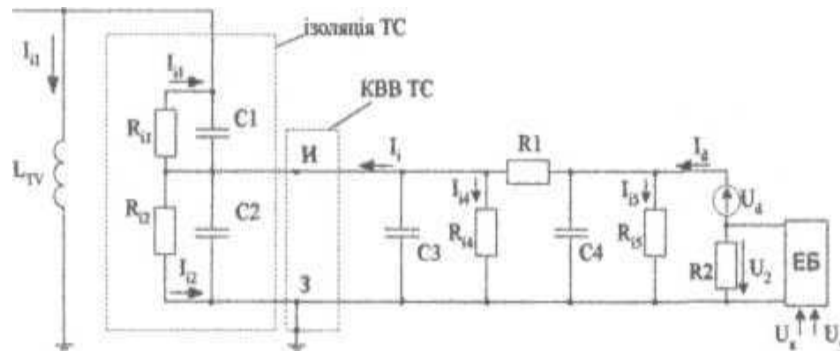 ізоляція ТС
I_i1
I_i1
КВВ ТС
R_i1
C1
И
I_i
R1
I_d
L_TV
R_i2
C2
I_i4
I_i5
U_d
C3
R_i4
C4
R_i5
R2
U_2
ЕБ
I_i2
З
U_к
U